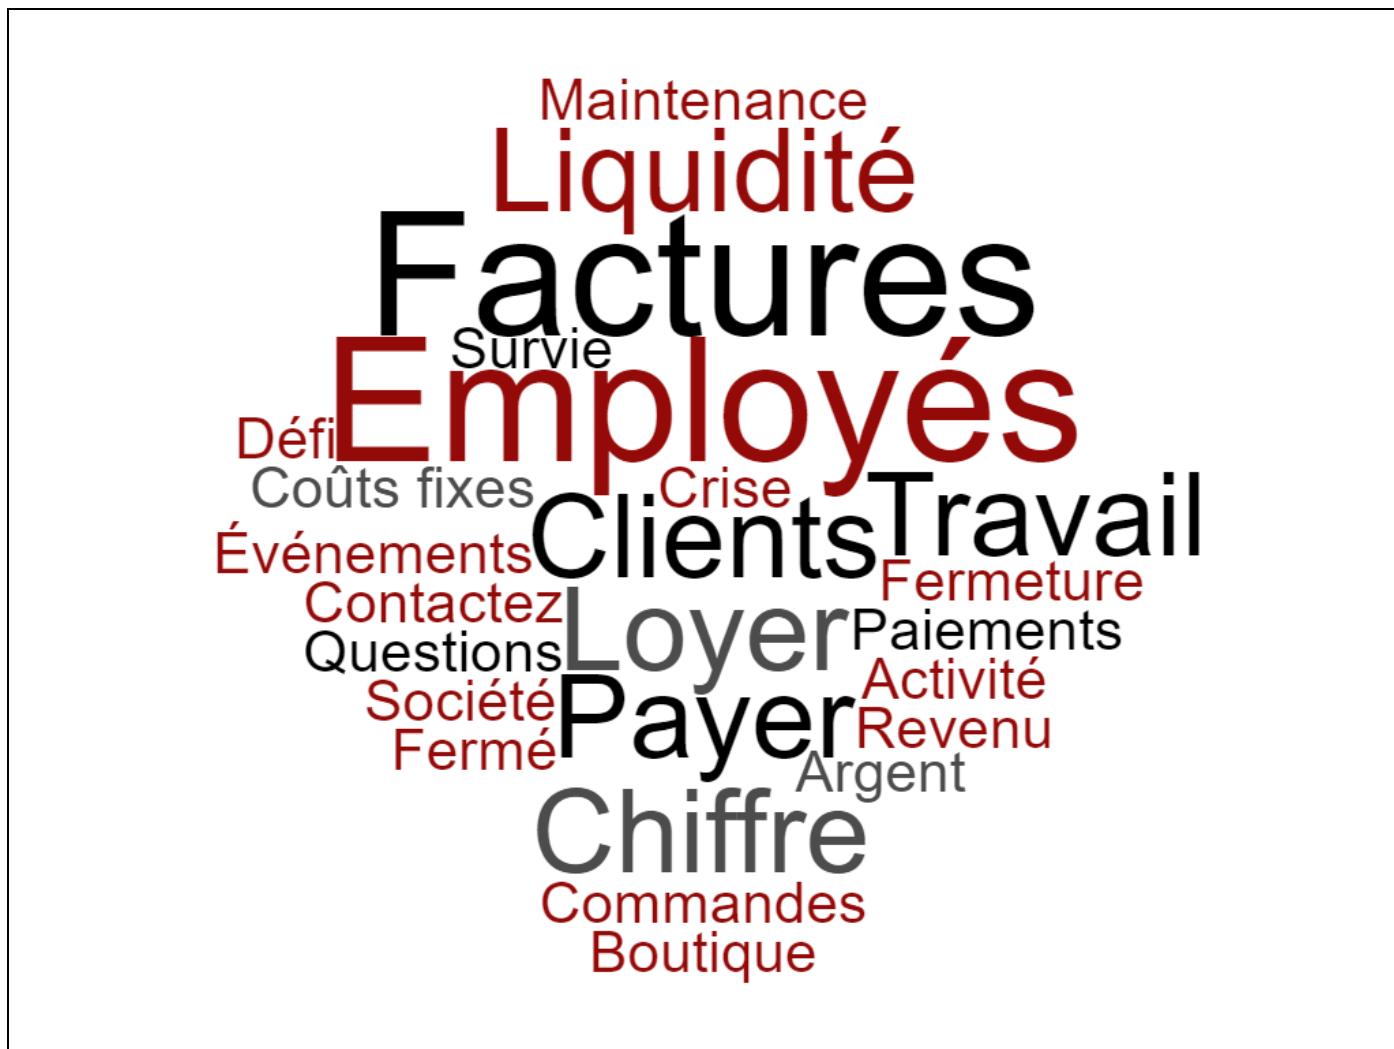 Maintenance
Liquidité
Factures
Survie
Employés
Défi
Coûts fixes
Crise
Clients
Travail
Événements
Fermeture
Contactez
Loyer
Paiements
Questions
Activité
Société
Payer
Revenu
Fermé
Argent
Chiffre
Commandes
Boutique